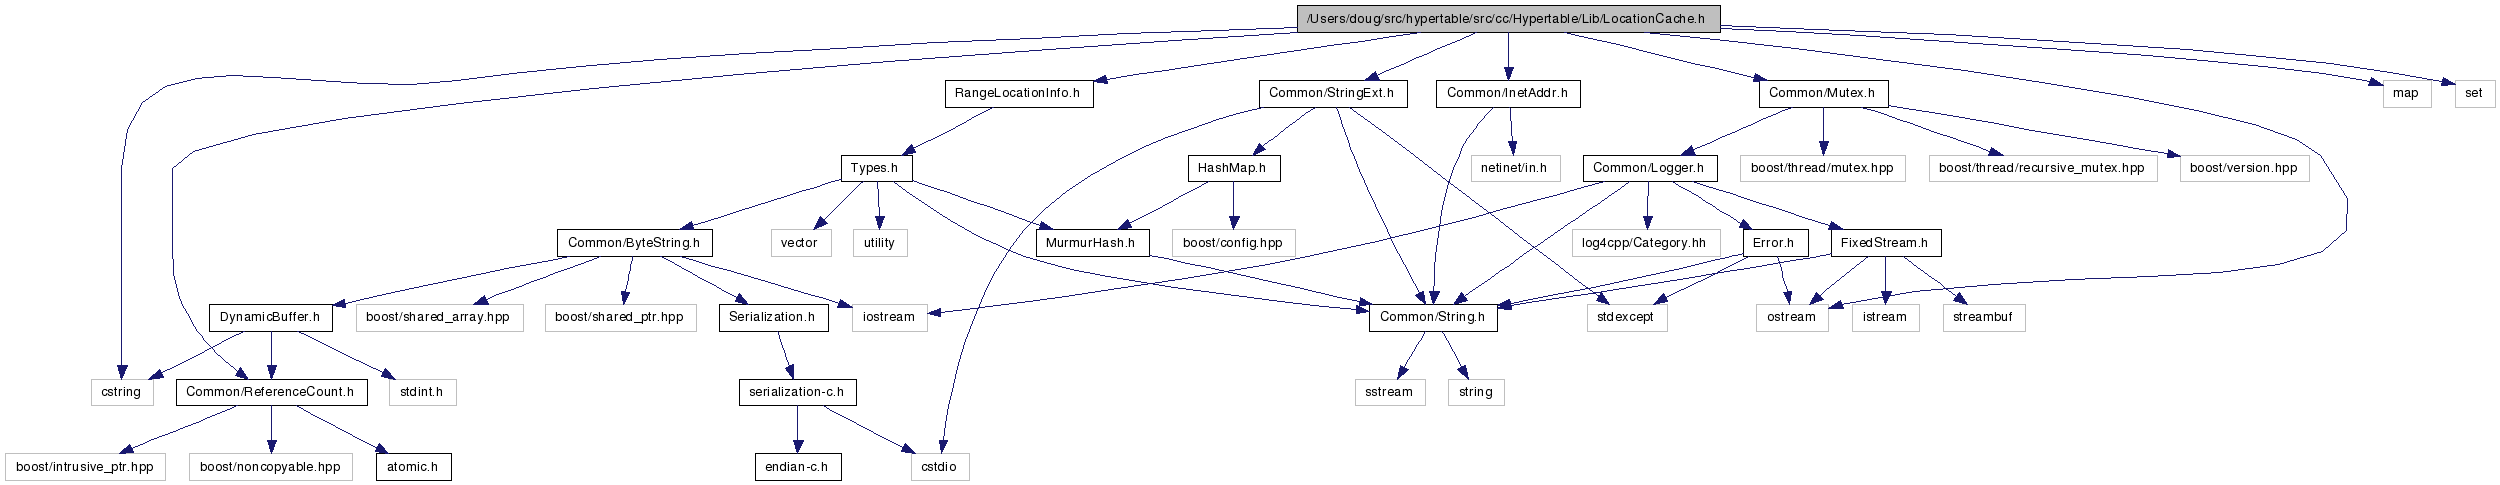 /Users/doug/src/hypertable/src/cc/Hypertable/Lib/LocationCache.h
RangeLocationInfo.h
Common/StringExt.h
Common/InetAddr.h
Common/Mutex.h
map
set
Types.h
HashMap.h
netinet/in.h
Common/Logger.h
boost/thread/mutex.hpp
boost/thread/recursive_mutex.hpp
boost/version.hpp
Common/ByteString.h
vector
utility
MurmurHash.h
boost/config.hpp
log4cpp/Category.hh
Error.h
FixedStream.h
DynamicBuffer.h
boost/shared_array.hpp
boost/shared_ptr.hpp
Serialization.h
iostream
Common/String.h
stdexcept
ostream
istream
streambuf
cstring
Common/ReferenceCount.h
stdint.h
serialization-c.h
sstream
string
boost/intrusive_ptr.hpp
boost/noncopyable.hpp
atomic.h
endian-c.h
cstdio